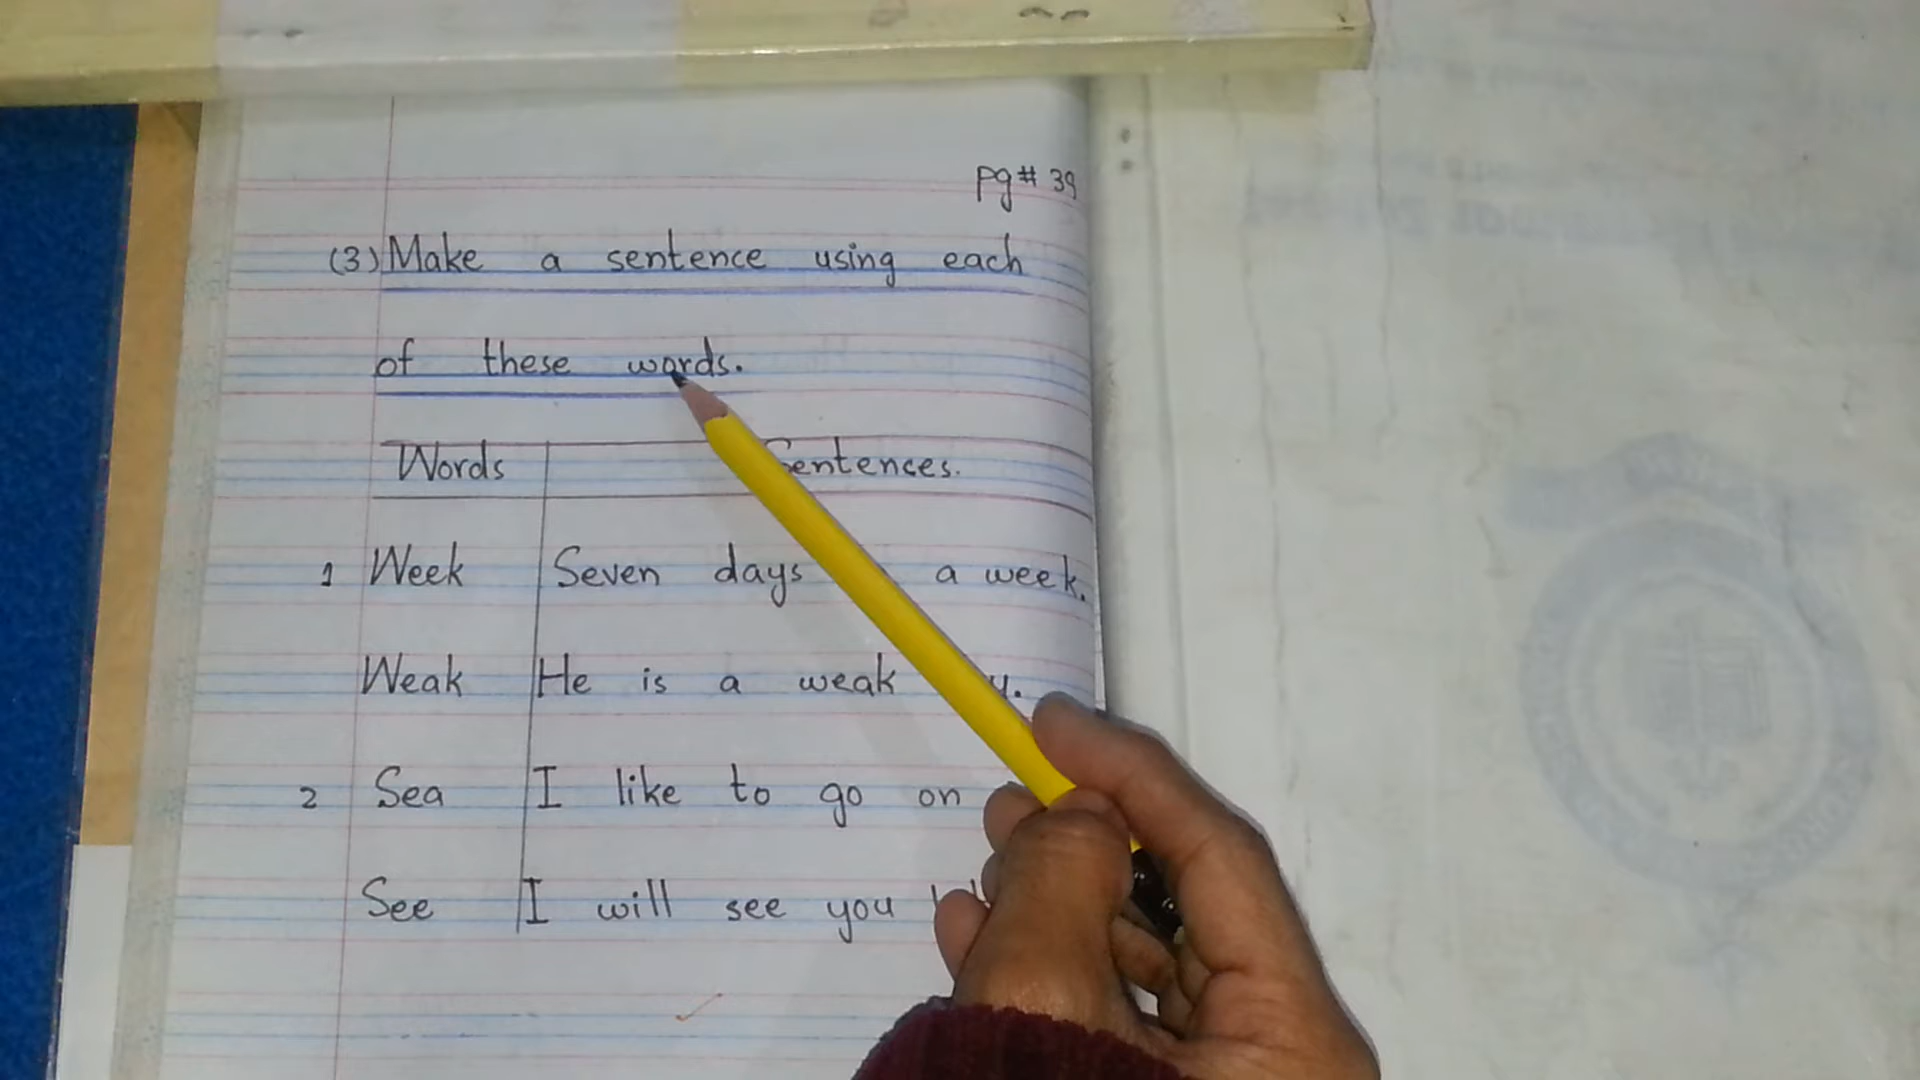 pg# 39
(3) Make a sentence using each
of these words.
Words Sentences.
1 Week Seven days a week.
Weak He is a weak
2 Sea I like to go on
See I will see you